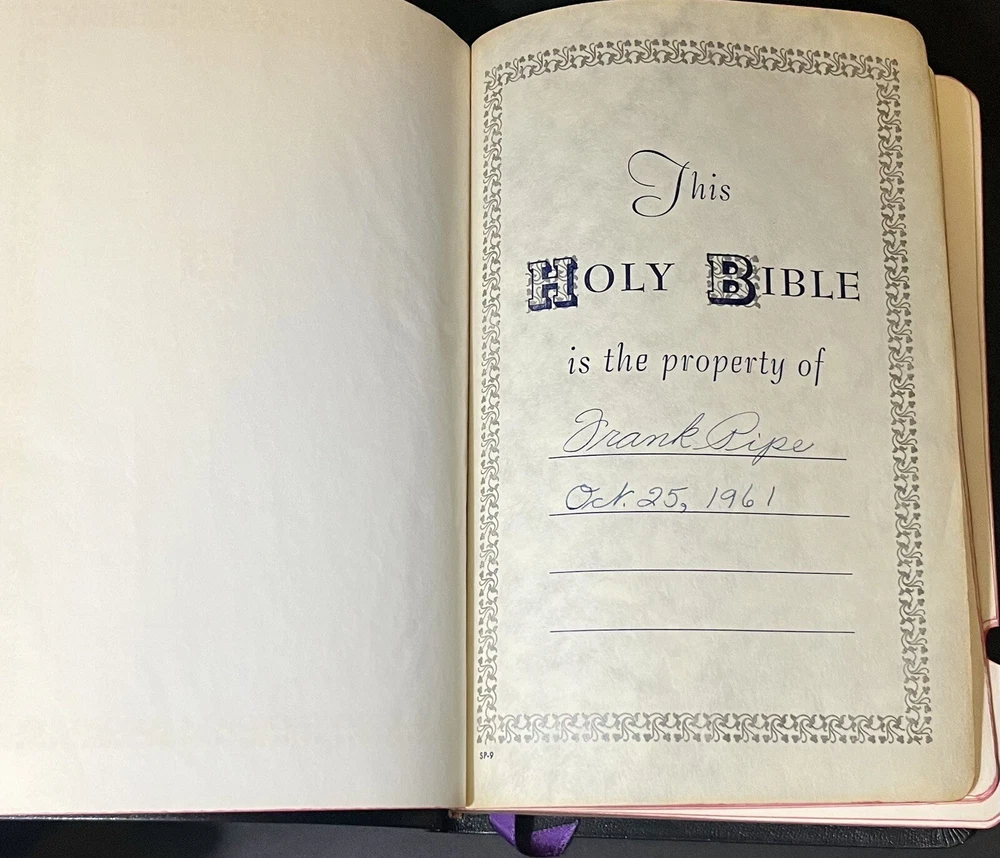 This
HOLY BIBLE
is the property of
Frank Pipe
Oct. 25, 1961
SP-9